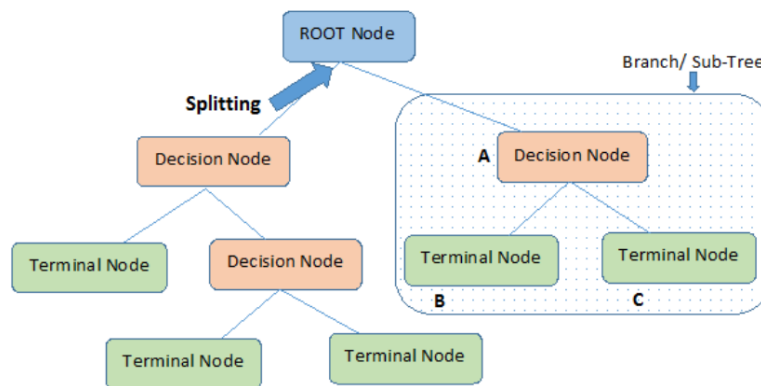 ROOT Node
Branch/ Sub-Tree
Splitting
Decision Node
A
Decision Node
Terminal Node
Decision Node
Terminal Node
Terminal Node
B
C
Terminal Node
Terminal Node